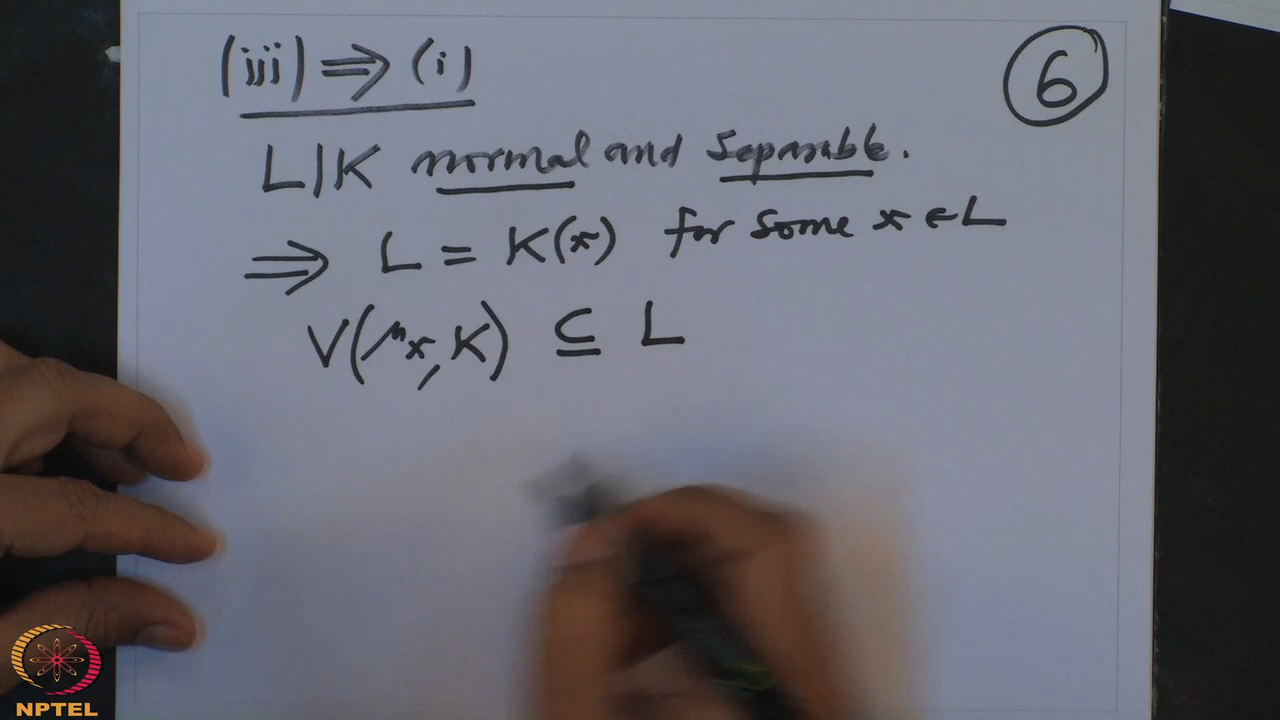 (iii) ⇒ (i)
6
L|K normal and separable.
⇒ L = K(x) for some x ∈ L
V(μₓ, K) ⊆ L
NPTEL